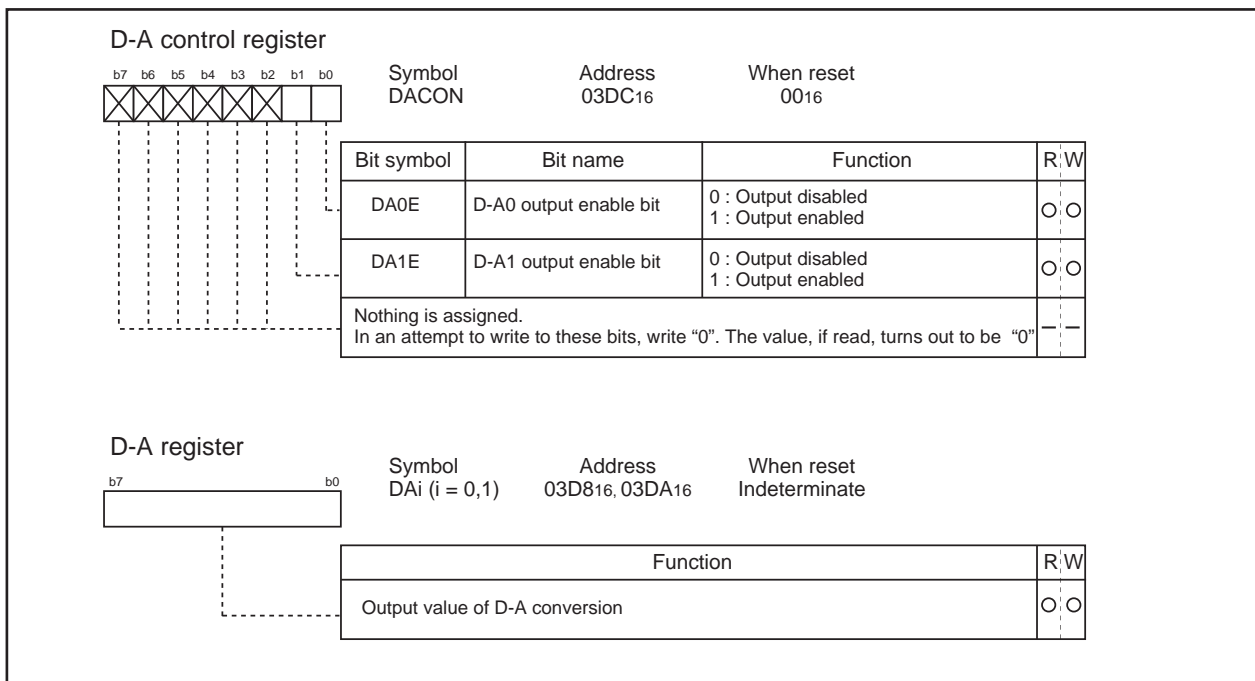 D-A control register
b7 b6 b5 b4 b3 b2 b1 b0
Symbol Address When reset
DACON 03DC16 0016
Bit symbol Bit name Function R W
DA0E D-A0 output enable bit 0 : Output disabled
1 : Output enabled
DA1E D-A1 output enable bit 0 : Output disabled
1 : Output enabled
Nothing is assigned.
In an attempt to write to these bits, write “0”. The value, if read, turns out to be “0”
D-A register
b7 b0
Symbol Address When reset
DAi (i = 0,1) 03D816, 03DA16 Indeterminate
Function R W
Output value of D-A conversion